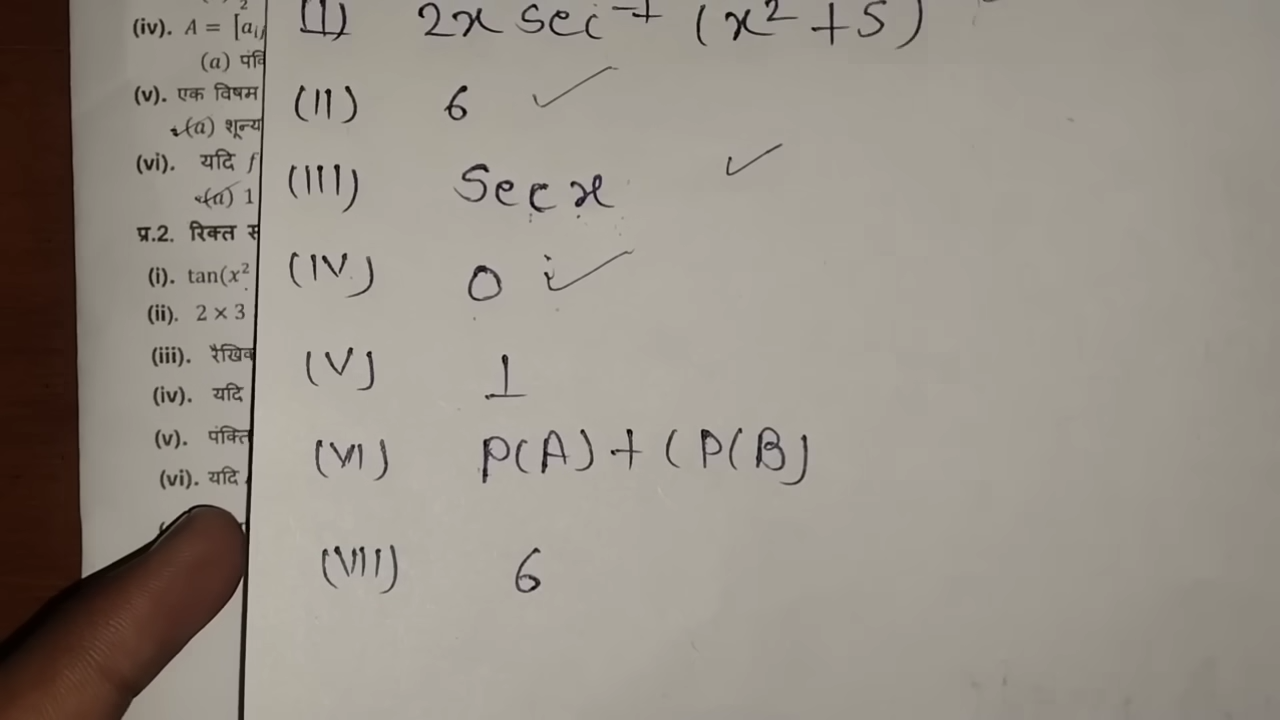 (iv). A = [aij
(a) पंक्ति
(v). एक विषम
(a) शून्य
(vi). यदि f
(a) 1
प्र.2. रिक्त स
(i). tan(x²
(ii). 2 × 3
(iii). रैखिक
(iv). यदि
(v). पंक्ति
(vi). यदि
(I) 2x sec (x² + 5)
(II) 6
(III) Sec x
(IV) 0
(V) 1
(VI) P(A) + (P(B)
(VII) 6